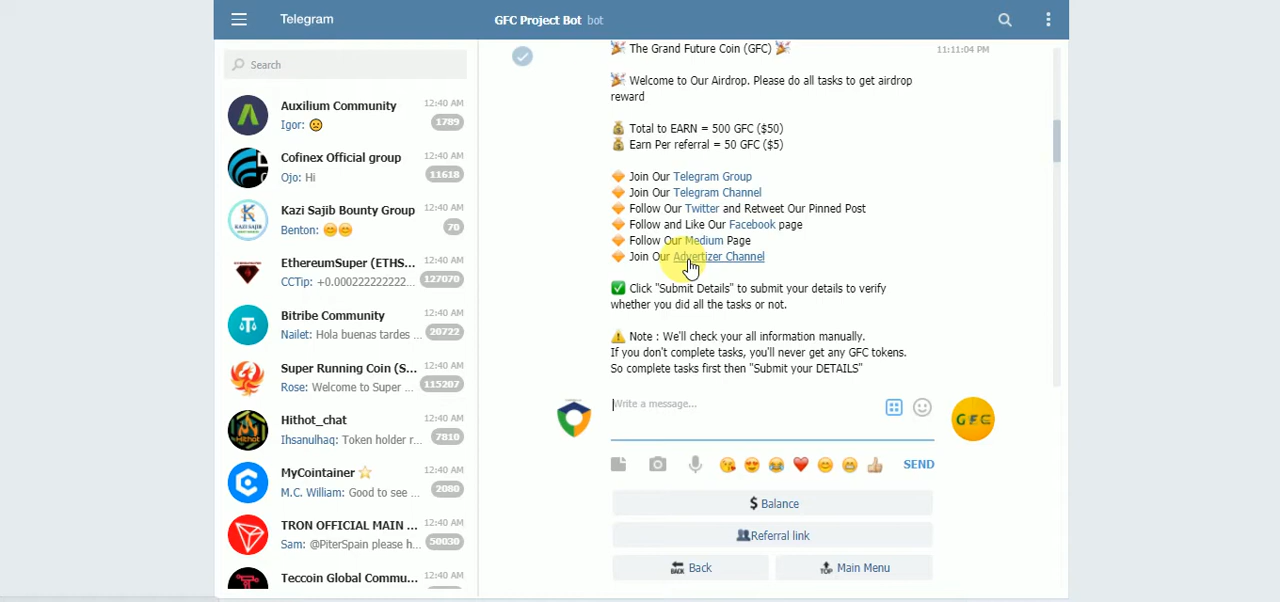 Telegram
GFC Project Bot bot
Search
Auxilium Community 12:40 AM
Igor: 😕 1789
Cofinex Official group 12:40 AM
Ojo: Hi 11618
Kazi Sajib Bounty Group 12:40 AM
Benton: 😊😊 70
EthereumSuper (ETHS... 12:40 AM
CCTip: +0.000222222222... 127070
Bitribe Community 12:40 AM
Nailet: Hola buenas tardes ... 20722
Super Running Coin (S... 12:40 AM
Rose: Welcome to Super ... 115207
Hithot_chat 12:40 AM
Ihsanulhaq: Token holder r... 7810
MyCointainer ⭐ 12:40 AM
M.C. William: Good to see ... 2080
TRON OFFICIAL MAIN ... 12:40 AM
Sam: @PiterSpain please h... 50030
Teccoin Global Commu... 12:40 AM
🎉 The Grand Future Coin (GFC) 🎉 11:11:04 PM
🎉 Welcome to Our Airdrop. Please do all tasks to get airdrop
reward
💰 Total to EARN = 500 GFC ($50)
💰 Earn Per referral = 50 GFC ($5)
🔸 Join Our Telegram Group
🔸 Join Our Telegram Channel
🔸 Follow Our Twitter and Retweet Our Pinned Post
🔸 Follow and Like Our Facebook page
🔸 Follow Our Medium Page
🔸 Join Our Advertizer Channel
✅ Click "Submit Details" to submit your details to verify
whether you did all the tasks or not.
⚠️ Note : We'll check your all information manually.
If you don't complete tasks, you'll never get any GFC tokens.
So complete tasks first then "Submit your DETAILS"
Write a message...
GFC
SEND
$ Balance
👥Referral link
🔙 Back
🔝 Main Menu